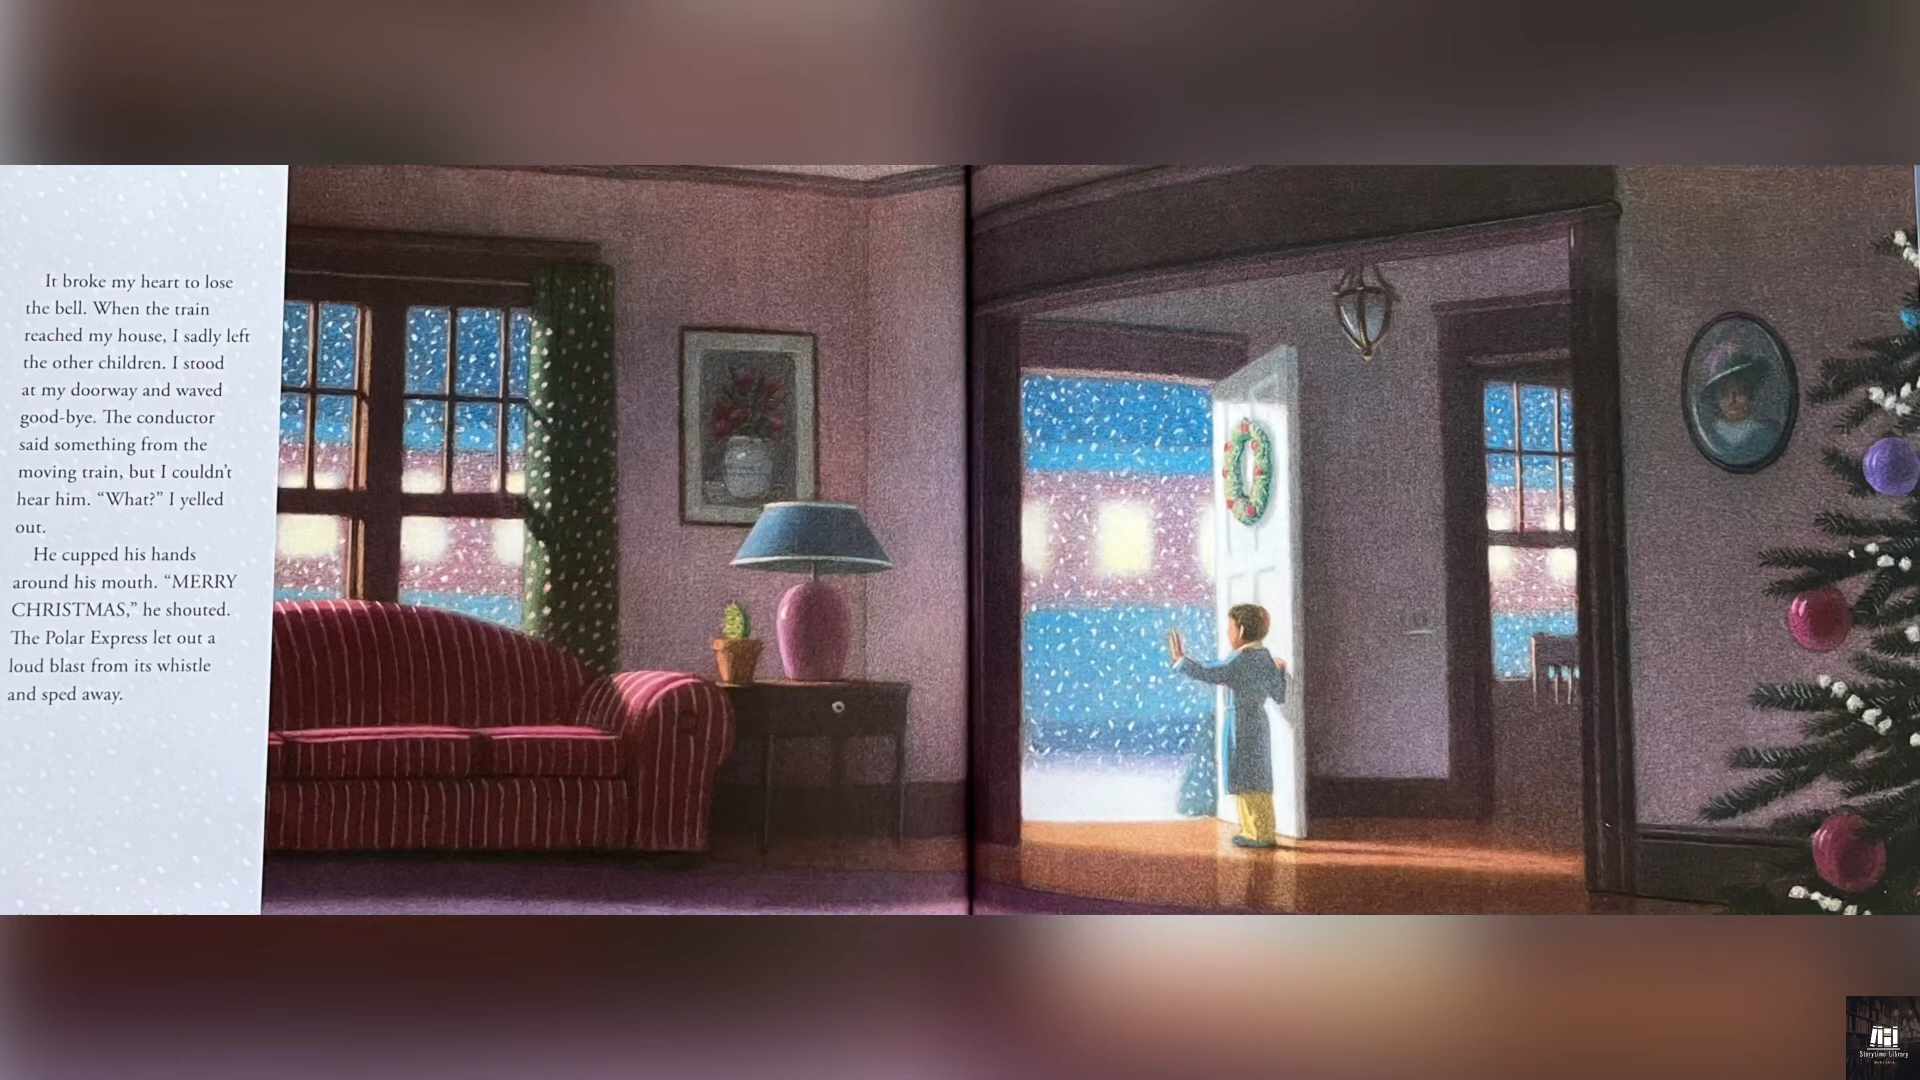 It broke my heart to lose
the bell. When the train
reached my house, I sadly left
the other children. I stood
at my doorway and waved
good-bye. The conductor
said something from the
moving train, but I couldn’t
hear him. “What?” I yelled
out.
He cupped his hands
around his mouth. “MERRY
CHRISTMAS,” he shouted.
The Polar Express let out a
loud blast from its whistle
and sped away.
Storytime Library